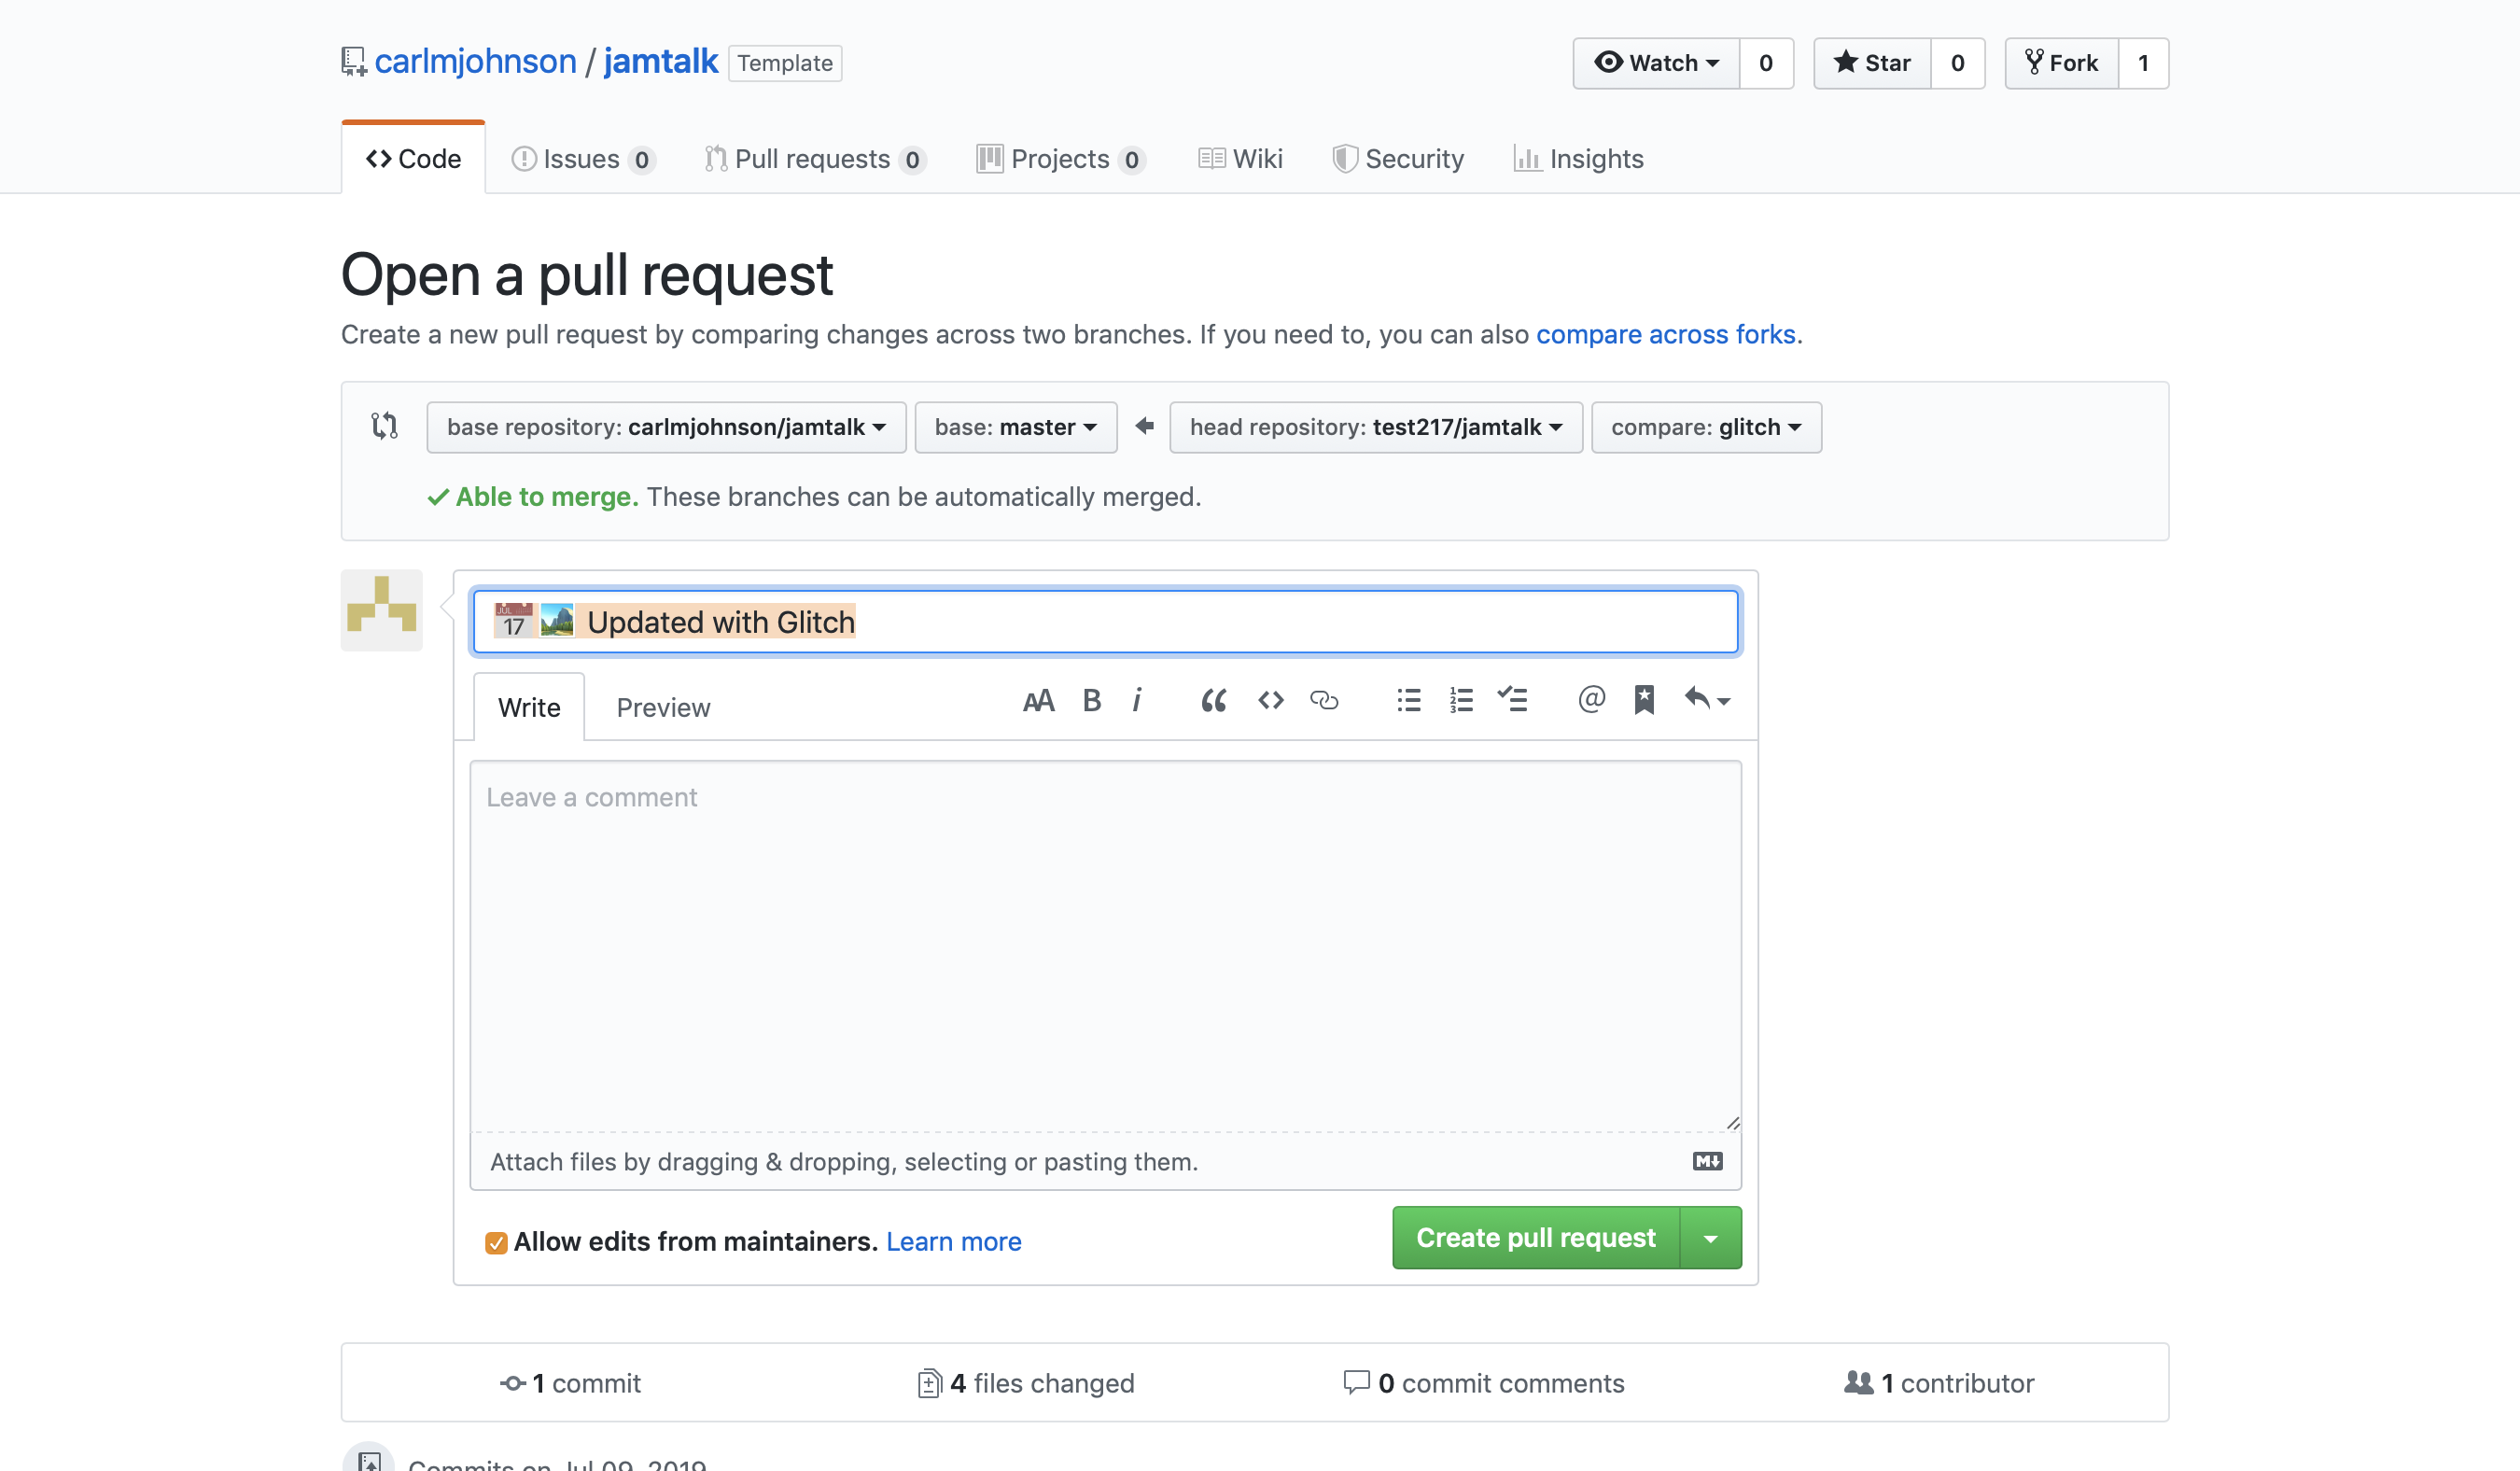 carlmjohnson / jamtalk Template Watch 0 Star 0 Fork 1
Code Issues 0 Pull requests 0 Projects 0 Wiki Security Insights
Open a pull request
Create a new pull request by comparing changes across two branches. If you need to, you can also compare across forks.
base repository: carlmjohnson/jamtalk base: master head repository: test217/jamtalk compare: glitch
Able to merge. These branches can be automatically merged.
JUL 17 Updated with Glitch
Write Preview AA B i
Leave a comment
Attach files by dragging & dropping, selecting or pasting them.
Allow edits from maintainers. Learn more Create pull request
1 commit 4 files changed 0 commit comments 1 contributor
Commits on Jul 09, 2019